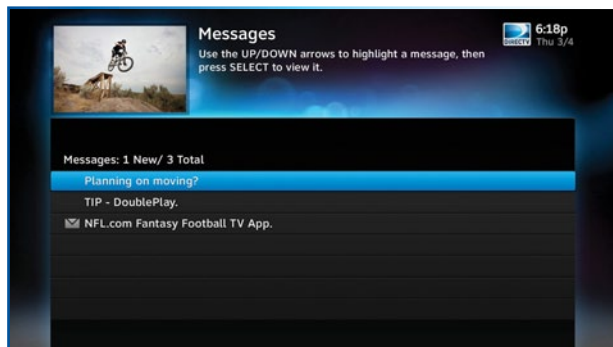 Messages
Use the UP/DOWN arrows to highlight a message, then
press SELECT to view it.
DIRECTV
6:18p
Thu 3/4
Messages: 1 New/ 3 Total
Planning on moving?
TIP - DoublePlay.
NFL.com Fantasy Football TV App.